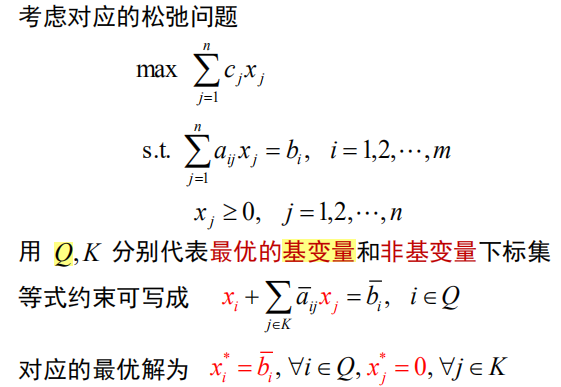 考虑对应的松弛问题
max $\sum_{j=1}^{n} c_j x_j$
s.t. $\sum_{j=1}^{n} a_{ij} x_j = b_i, \quad i = 1,2,\cdots,m$
$x_j \geq 0, \quad j = 1,2,\cdots,n$
用 $Q, K$ 分别代表最优的基变量和非基变量下标集
等式约束可写成 $x_i + \sum_{j \in K} \overline{a}_{ij} x_j = \overline{b}_i, \quad i \in Q$
对应的最优解为 $x_i^* = \overline{b}_i, \forall i \in Q, x_j^* = 0, \forall j \in K$